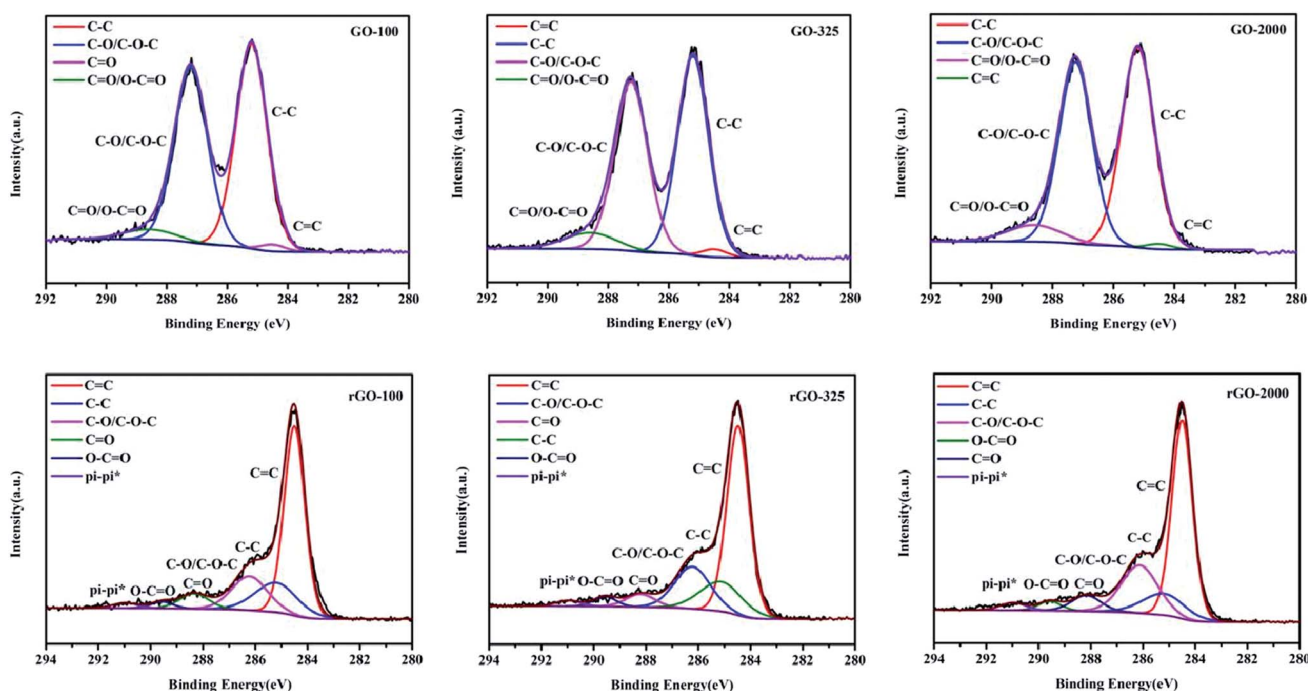 C-C
C-O/C-O-C
C=O
C=O/O-C=O
GO-100
C-C
C-O/C-O-C
C=O/O-C=O
C=C
Intensity(a.u.)
292 290 288 286 284 282 280
Binding Energy (eV)
C=C
C-C
C-O/C-O-C
C=O/O-C=O
GO-325
C-C
C-O/C-O-C
C=O/O-C=O
C=C
Intensity (a.u.)
292 290 288 286 284 282 280
Binding Energy (eV)
C-C
C-O/C-O-C
C=O/O-C=O
C=C
GO-2000
C-C
C-O/C-O-C
C=O/O-C=O
C=C
Intensity (a.u.)
292 290 288 286 284 282 280
Binding Energy (eV)
C=C
C-C
C-O/C-O-C
C=O
O-C=O
pi-pi*
rGO-100
C=C
C-C
C-O/C-O-C
pi-pi* O-C=O C=O
Intensity(a.u.)
294 292 290 288 286 284 282 280
Binding Energy(eV)
C=C
C-O/C-O-C
C=O
C-C
O-C=O
pi-pi*
rGO-325
C=C
C-C
C-O/C-O-C
pi-pi* O-C=O C=O
Intensity(a.u.)
294 292 290 288 286 284 282 280
Binding Energy(eV)
C=C
C-C
C-O/C-O-C
O-C=O
C=O
pi-pi*
rGO-2000
C=C
C-C
C-O/C-O-C
pi-pi* O-C=O C=O
Intensity(a.u.)
294 292 290 288 286 284 282 280
Binding Energy(eV)